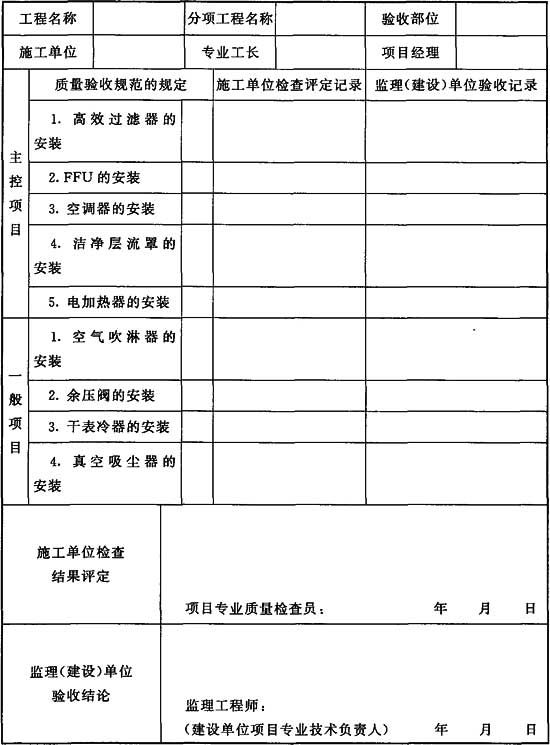 工程名称 分项工程名称 验收部位
施工单位 专业工长 项目经理
质量验收规范的规定 施工单位检查评定记录 监理(建设)单位验收记录
主控项目
1. 高效过滤器的
安装
2.FFU的安装
3. 空调器的安装
4. 洁净层流罩的
安装
5. 电加热器的安装
一般项目
1. 空气吹淋器的
安装
2. 余压阀的安装
3. 干表冷器的安装
4. 真空吸尘器的
安装
施工单位检查
结果评定
项目专业质量检查员： 年 月 日
监理(建设)单位
验收结论
监理工程师：
(建设单位项目专业技术负责人) 年 月 日